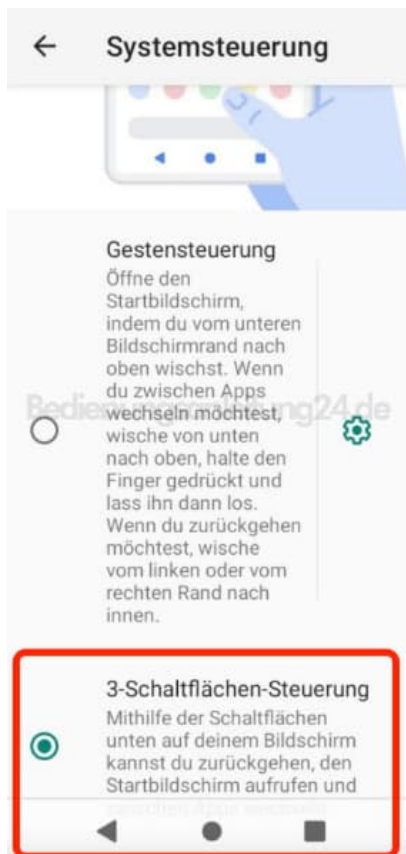 Systemsteuerung
Gestensteuerung
Öffne den
Startbildschirm,
indem du vom unteren
Bildschirmrand nach
oben wischst. Wenn
du zwischen Apps
wechseln möchtest,
wische von unten
nach oben, halte den
Finger gedrückt und
lass ihn dann los.
Wenn du zurückgehen
möchtest, wische
vom linken oder vom
rechten Rand nach
innen.
3-Schaltflächen-Steuerung
Mithilfe der Schaltflächen
unten auf deinem Bildschirm
kannst du zurückgehen, den
Startbildschirm aufrufen und